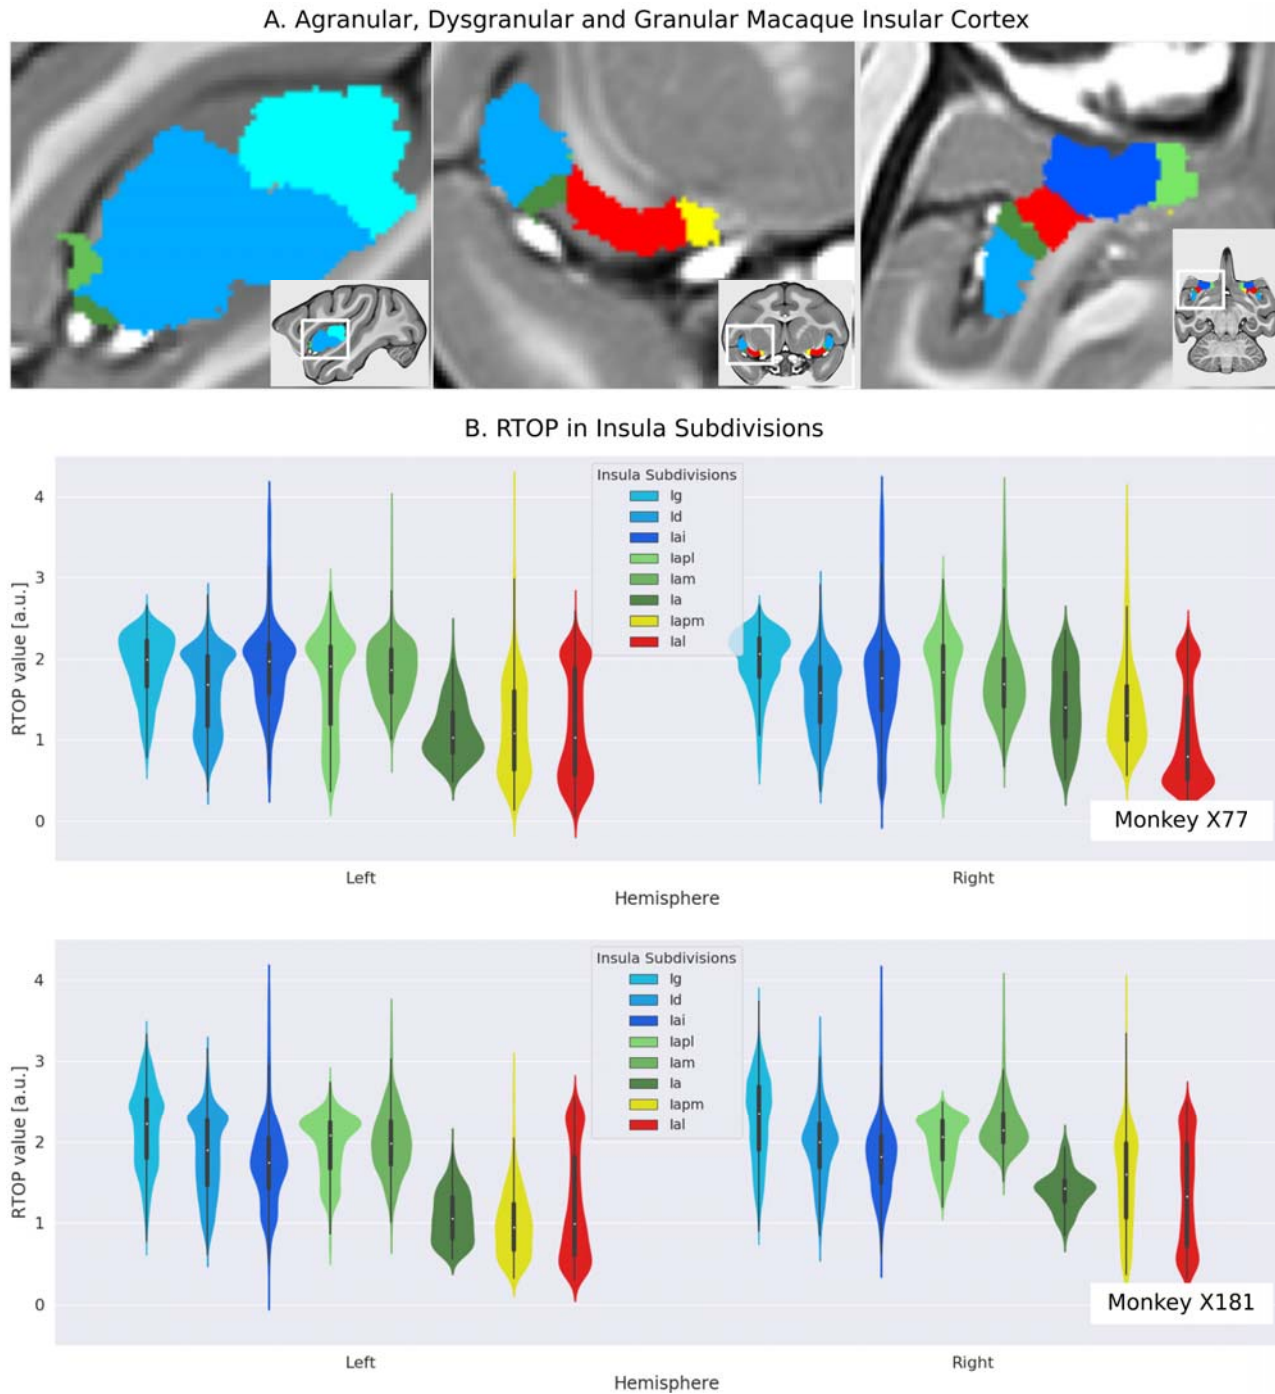 A. Agranular, Dysgranular and Granular Macaque Insular Cortex
B. RTOP in Insula Subdivisions
Insula Subdivisions
Ig
Id
Iai
Iapl
Iam
Ia
Iapm
Ial
4
3
2
1
0
RTOP value [a.u.]
Monkey X77
Left
Right
Hemisphere
Insula Subdivisions
Ig
Id
Iai
Iapl
Iam
Ia
Iapm
Ial
4
3
2
1
0
RTOP value [a.u.]
Monkey X181
Left
Right
Hemisphere